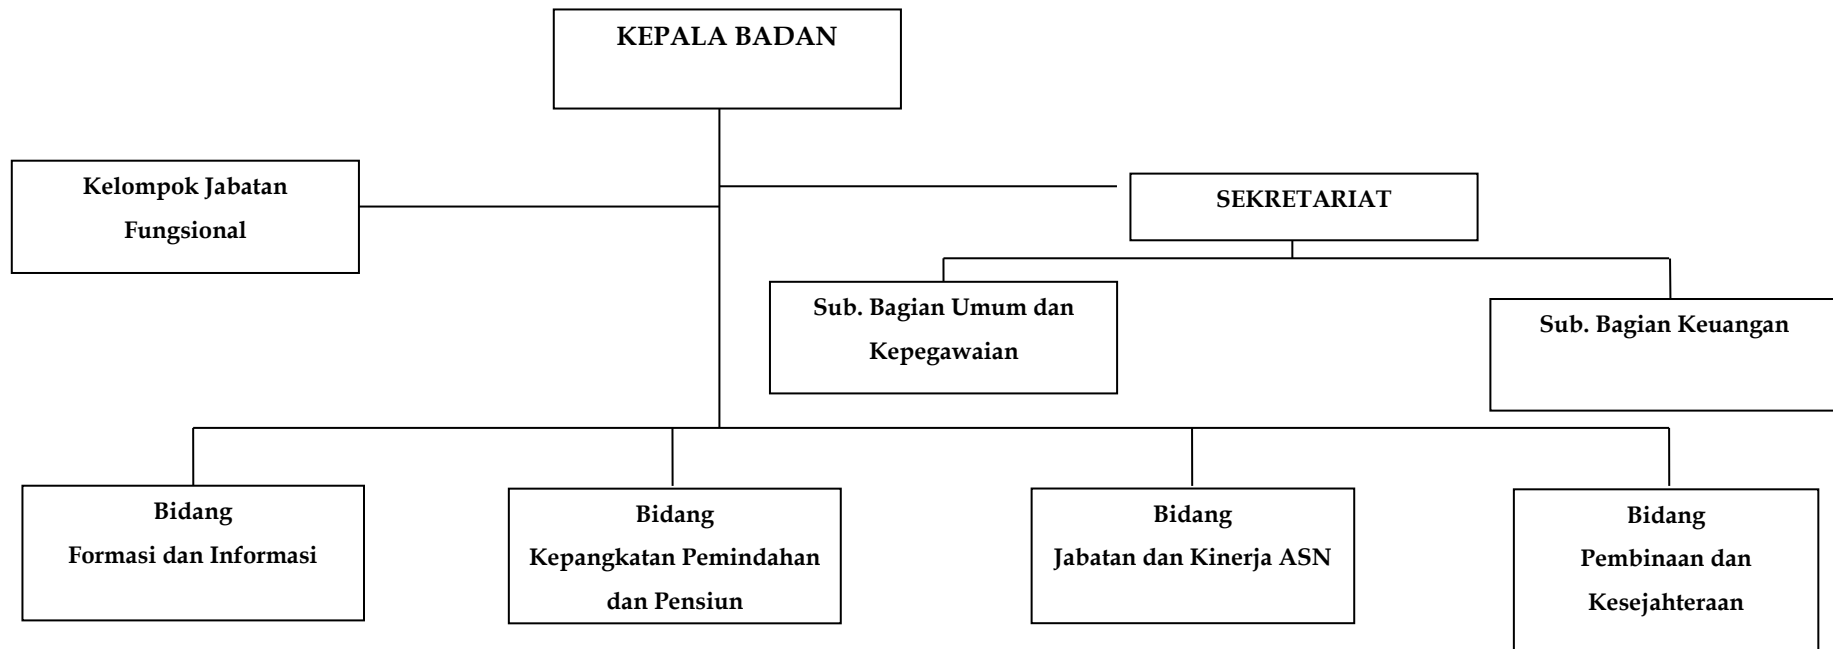 KEPALA BADAN
Kelompok Jabatan
Fungsional
SEKRETARIAT
Sub. Bagian Umum dan
Kepegawaian
Sub. Bagian Keuangan
Bidang
Formasi dan Informasi
Bidang
Kepangkatan Pemindahan
dan Pensiun
Bidang
Jabatan dan Kinerja ASN
Bidang
Pembinaan dan
Kesejahteraan